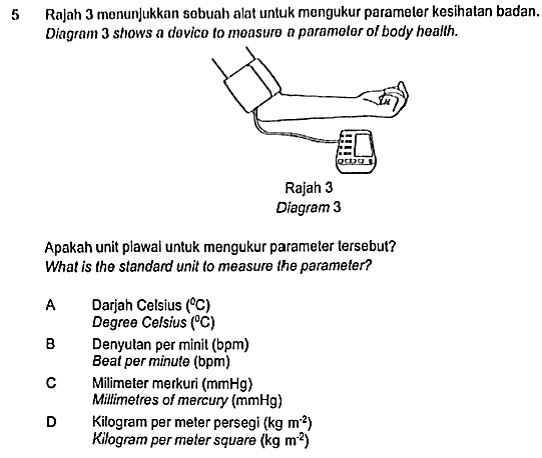 5 Rajah 3 menunjukkan sebuah alat untuk mengukur parameter kesihatan badan.
Diagram 3 shows a device to measure a parameter of body health.
Rajah 3
Diagram 3
Apakah unit piawai untuk mengukur parameter tersebut?
What is the standard unit to measure the parameter?
A Darjah Celsius (⁰C)
Degree Celsius (⁰C)
B Denyutan per minit (bpm)
Beat per minute (bpm)
C Milimeter merkuri (mmHg)
Millimetres of mercury (mmHg)
D Kilogram per meter persegi (kg m⁻²)
Kilogram per meter square (kg m⁻²)